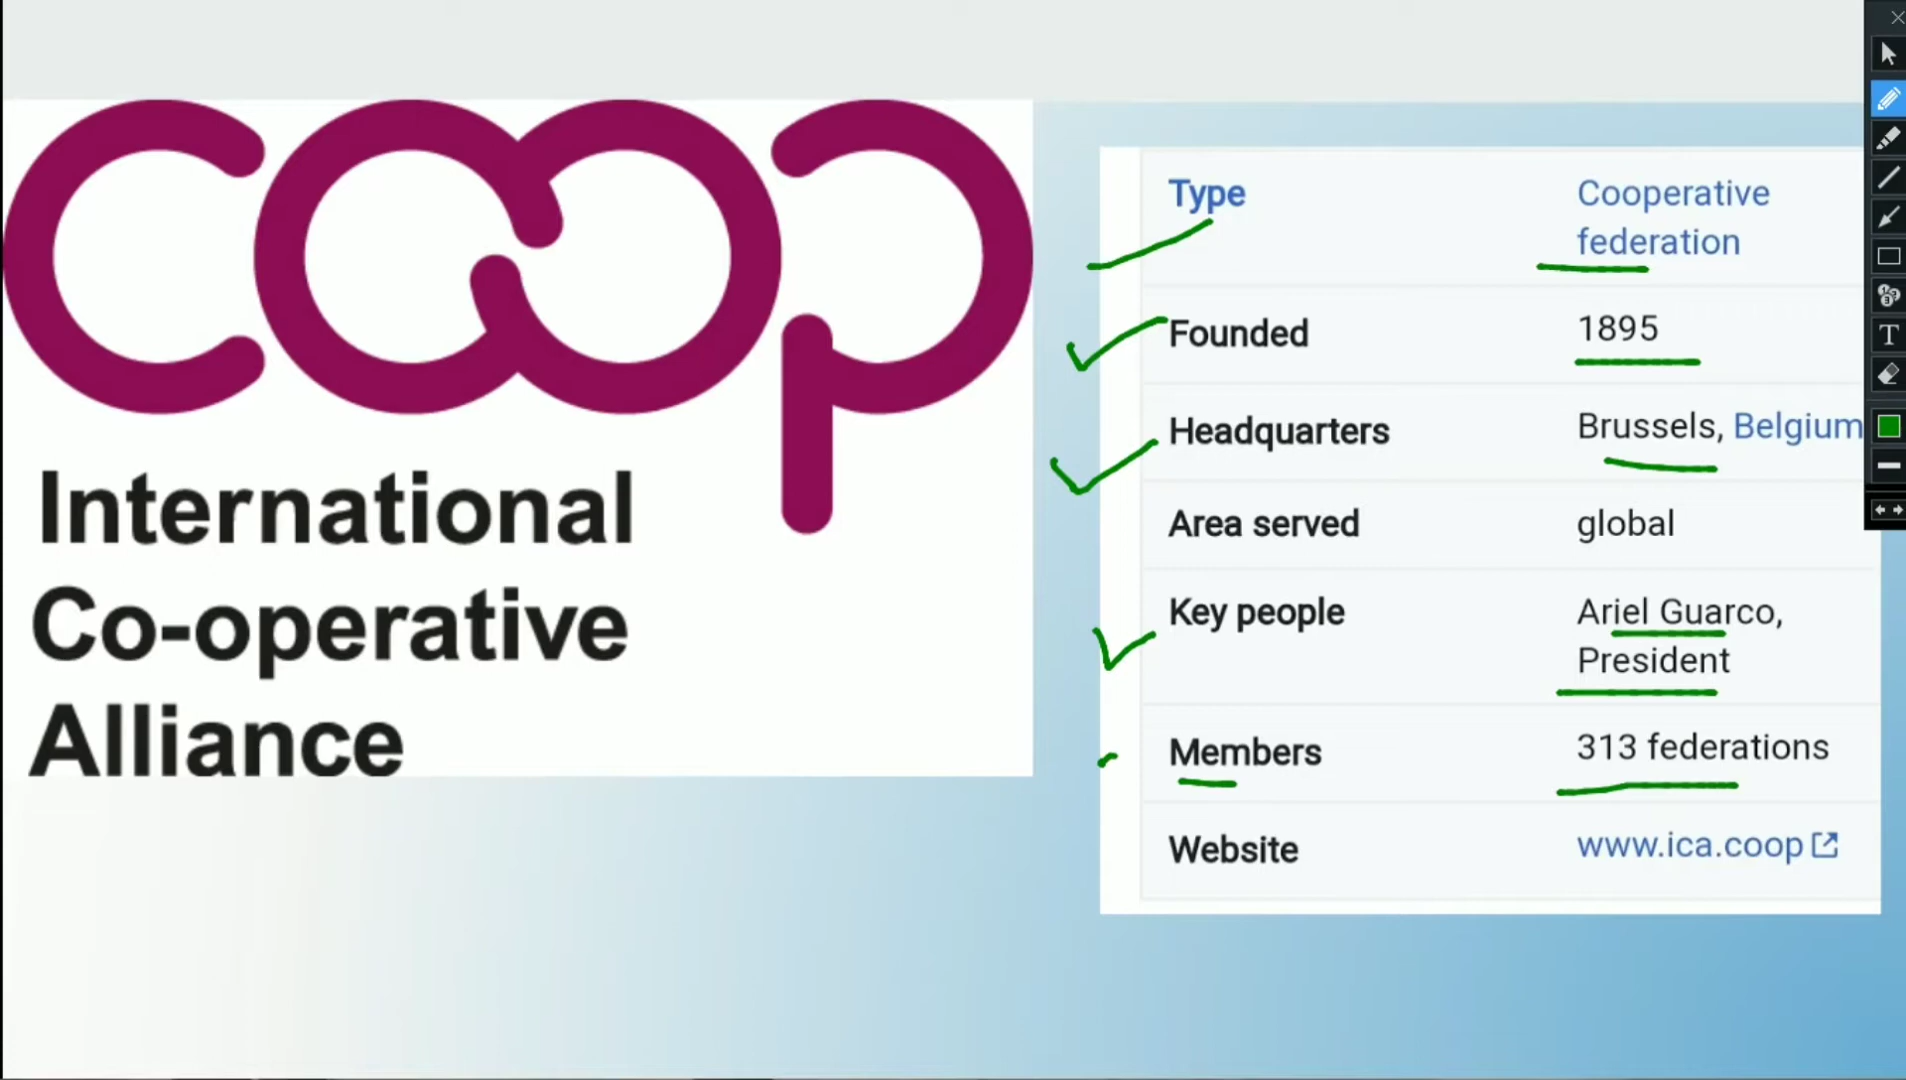 coop
International
Co-operative
Alliance
Type Cooperative
federation
Founded 1895
Headquarters Brussels, Belgium
Area served global
Key people Ariel Guarco,
President
Members 313 federations
Website www.ica.coop
T